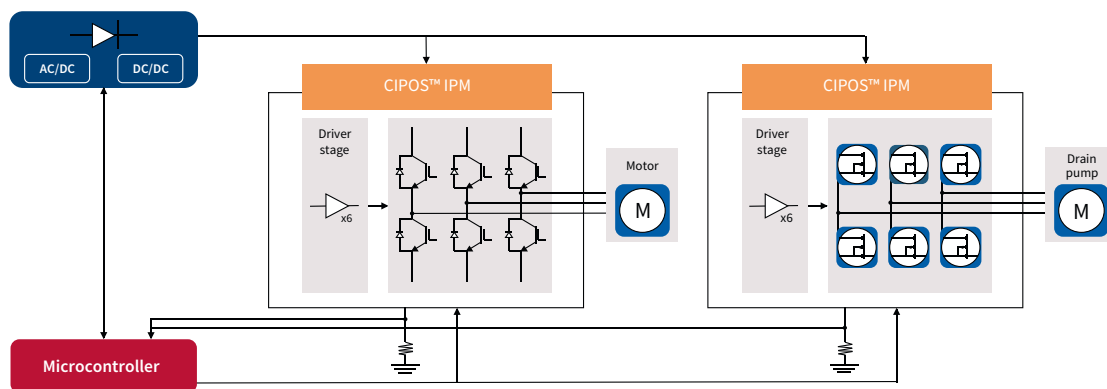 AC/DC
DC/DC
CIPOS™ IPM
CIPOS™ IPM
Driver
stage
x6
Motor
M
Driver
stage
x6
Drain
pump
M
Microcontroller